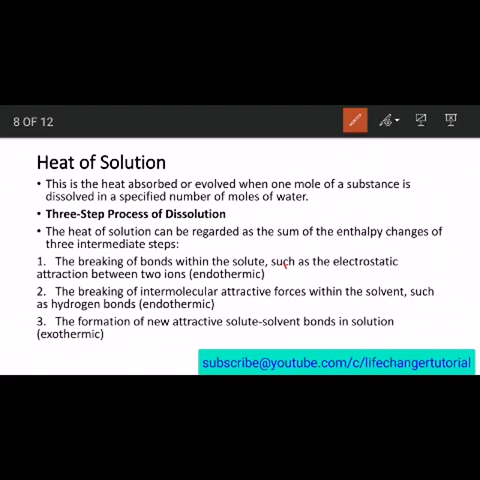 8 OF 12
Heat of Solution
• This is the heat absorbed or evolved when one mole of a substance is
dissolved in a specified number of moles of water.
• Three-Step Process of Dissolution
• The heat of solution can be regarded as the sum of the enthalpy changes of
three intermediate steps:
1. The breaking of bonds within the solute, such as the electrostatic
attraction between two ions (endothermic)
2. The breaking of intermolecular attractive forces within the solvent, such
as hydrogen bonds (endothermic)
3. The formation of new attractive solute-solvent bonds in solution
(exothermic)
subscribe@youtube.com/c/lifechangertutorial